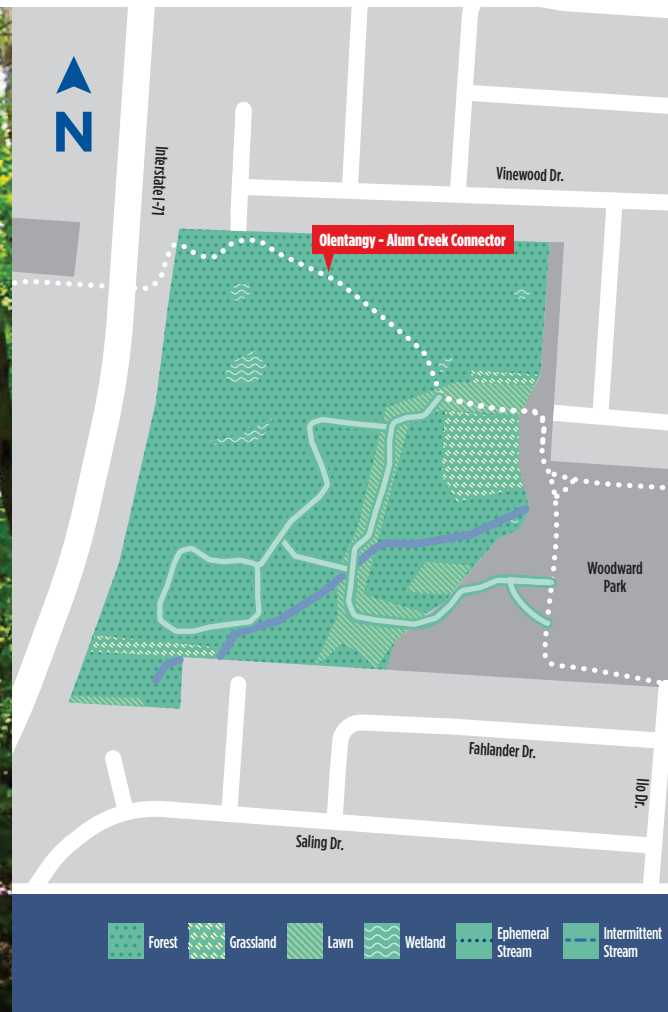 N
Interstate I-71
Vinewood Dr.
Olentangy - Alum Creek Connector
Woodward
Park
Fahlander Dr.
Ilo Dr.
Saling Dr.
Forest
Grassland
Lawn
Wetland
Ephemeral
Stream
Intermittent
Stream